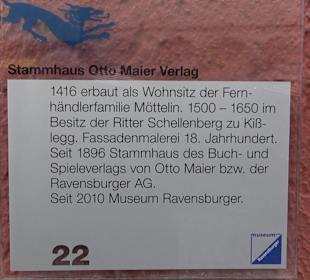 Stammhaus Otto Maier Verlag
1416 erbaut als Wohnsitz der Fern-
händlerfamilie Möttelin. 1500 – 1650 im
Besitz der Ritter Schellenberg zu Kiß-
legg. Fassadenmalerei 18. Jahrhundert.
Seit 1896 Stammhaus des Buch- und
Spieleverlags von Otto Maier bzw. der
Ravensburger AG.
Seit 2010 Museum Ravensburger.
22
museum
Ravensburger